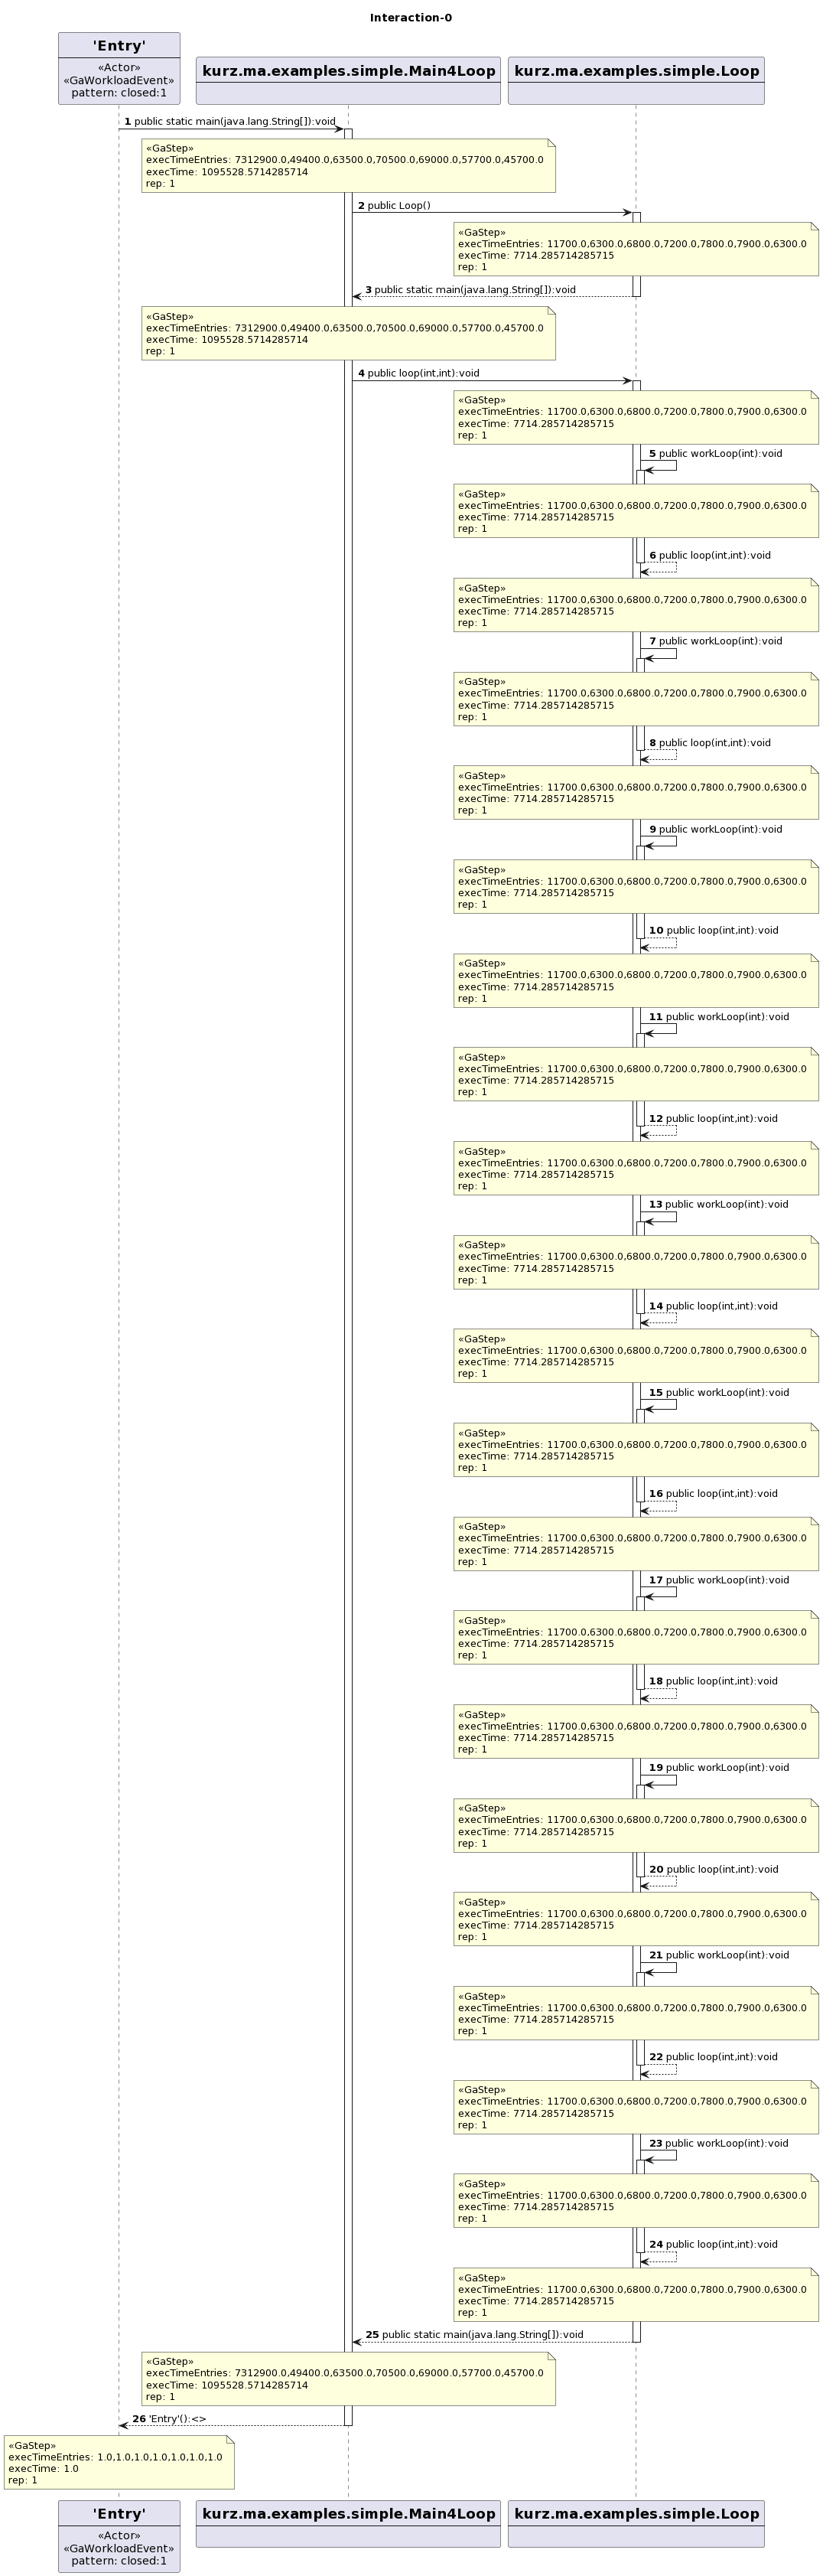 Interaction-0
'Entry'
«Actor»
«GaWorkloadEvent»
pattern: closed:1
kurz.ma.examples.simple.Main4Loop
kurz.ma.examples.simple.Loop
1 public static main(java.lang.String[]):void
«GaStep»
execTimeEntries: 7312900.0,49400.0,63500.0,70500.0,69000.0,57700.0,45700.0
execTime: 1095528.5714285714
rep: 1
2 public Loop()
«GaStep»
execTimeEntries: 11700.0,6300.0,6800.0,7200.0,7800.0,7900.0,6300.0
execTime: 7714.285714285715
rep: 1
3 public static main(java.lang.String[]):void
«GaStep»
execTimeEntries: 7312900.0,49400.0,63500.0,70500.0,69000.0,57700.0,45700.0
execTime: 1095528.5714285714
rep: 1
4 public loop(int,int):void
«GaStep»
execTimeEntries: 11700.0,6300.0,6800.0,7200.0,7800.0,7900.0,6300.0
execTime: 7714.285714285715
rep: 1
5 public workLoop(int):void
«GaStep»
execTimeEntries: 11700.0,6300.0,6800.0,7200.0,7800.0,7900.0,6300.0
execTime: 7714.285714285715
rep: 1
6 public loop(int,int):void
«GaStep»
execTimeEntries: 11700.0,6300.0,6800.0,7200.0,7800.0,7900.0,6300.0
execTime: 7714.285714285715
rep: 1
7 public workLoop(int):void
«GaStep»
execTimeEntries: 11700.0,6300.0,6800.0,7200.0,7800.0,7900.0,6300.0
execTime: 7714.285714285715
rep: 1
8 public loop(int,int):void
«GaStep»
execTimeEntries: 11700.0,6300.0,6800.0,7200.0,7800.0,7900.0,6300.0
execTime: 7714.285714285715
rep: 1
9 public workLoop(int):void
«GaStep»
execTimeEntries: 11700.0,6300.0,6800.0,7200.0,7800.0,7900.0,6300.0
execTime: 7714.285714285715
rep: 1
10 public loop(int,int):void
«GaStep»
execTimeEntries: 11700.0,6300.0,6800.0,7200.0,7800.0,7900.0,6300.0
execTime: 7714.285714285715
rep: 1
11 public workLoop(int):void
«GaStep»
execTimeEntries: 11700.0,6300.0,6800.0,7200.0,7800.0,7900.0,6300.0
execTime: 7714.285714285715
rep: 1
12 public loop(int,int):void
«GaStep»
execTimeEntries: 11700.0,6300.0,6800.0,7200.0,7800.0,7900.0,6300.0
execTime: 7714.285714285715
rep: 1
13 public workLoop(int):void
«GaStep»
execTimeEntries: 11700.0,6300.0,6800.0,7200.0,7800.0,7900.0,6300.0
execTime: 7714.285714285715
rep: 1
14 public loop(int,int):void
«GaStep»
execTimeEntries: 11700.0,6300.0,6800.0,7200.0,7800.0,7900.0,6300.0
execTime: 7714.285714285715
rep: 1
15 public workLoop(int):void
«GaStep»
execTimeEntries: 11700.0,6300.0,6800.0,7200.0,7800.0,7900.0,6300.0
execTime: 7714.285714285715
rep: 1
16 public loop(int,int):void
«GaStep»
execTimeEntries: 11700.0,6300.0,6800.0,7200.0,7800.0,7900.0,6300.0
execTime: 7714.285714285715
rep: 1
17 public workLoop(int):void
«GaStep»
execTimeEntries: 11700.0,6300.0,6800.0,7200.0,7800.0,7900.0,6300.0
execTime: 7714.285714285715
rep: 1
18 public loop(int,int):void
«GaStep»
execTimeEntries: 11700.0,6300.0,6800.0,7200.0,7800.0,7900.0,6300.0
execTime: 7714.285714285715
rep: 1
19 public workLoop(int):void
«GaStep»
execTimeEntries: 11700.0,6300.0,6800.0,7200.0,7800.0,7900.0,6300.0
execTime: 7714.285714285715
rep: 1
20 public loop(int,int):void
«GaStep»
execTimeEntries: 11700.0,6300.0,6800.0,7200.0,7800.0,7900.0,6300.0
execTime: 7714.285714285715
rep: 1
21 public workLoop(int):void
«GaStep»
execTimeEntries: 11700.0,6300.0,6800.0,7200.0,7800.0,7900.0,6300.0
execTime: 7714.285714285715
rep: 1
22 public loop(int,int):void
«GaStep»
execTimeEntries: 11700.0,6300.0,6800.0,7200.0,7800.0,7900.0,6300.0
execTime: 7714.285714285715
rep: 1
23 public workLoop(int):void
«GaStep»
execTimeEntries: 11700.0,6300.0,6800.0,7200.0,7800.0,7900.0,6300.0
execTime: 7714.285714285715
rep: 1
24 public loop(int,int):void
«GaStep»
execTimeEntries: 11700.0,6300.0,6800.0,7200.0,7800.0,7900.0,6300.0
execTime: 7714.285714285715
rep: 1
25 public static main(java.lang.String[]):void
«GaStep»
execTimeEntries: 7312900.0,49400.0,63500.0,70500.0,69000.0,57700.0,45700.0
execTime: 1095528.5714285714
rep: 1
26 'Entry'():<>
«GaStep»
execTimeEntries: 1.0,1.0,1.0,1.0,1.0,1.0,1.0
execTime: 1.0
rep: 1
'Entry'
«Actor»
«GaWorkloadEvent»
pattern: closed:1
kurz.ma.examples.simple.Main4Loop
kurz.ma.examples.simple.Loop